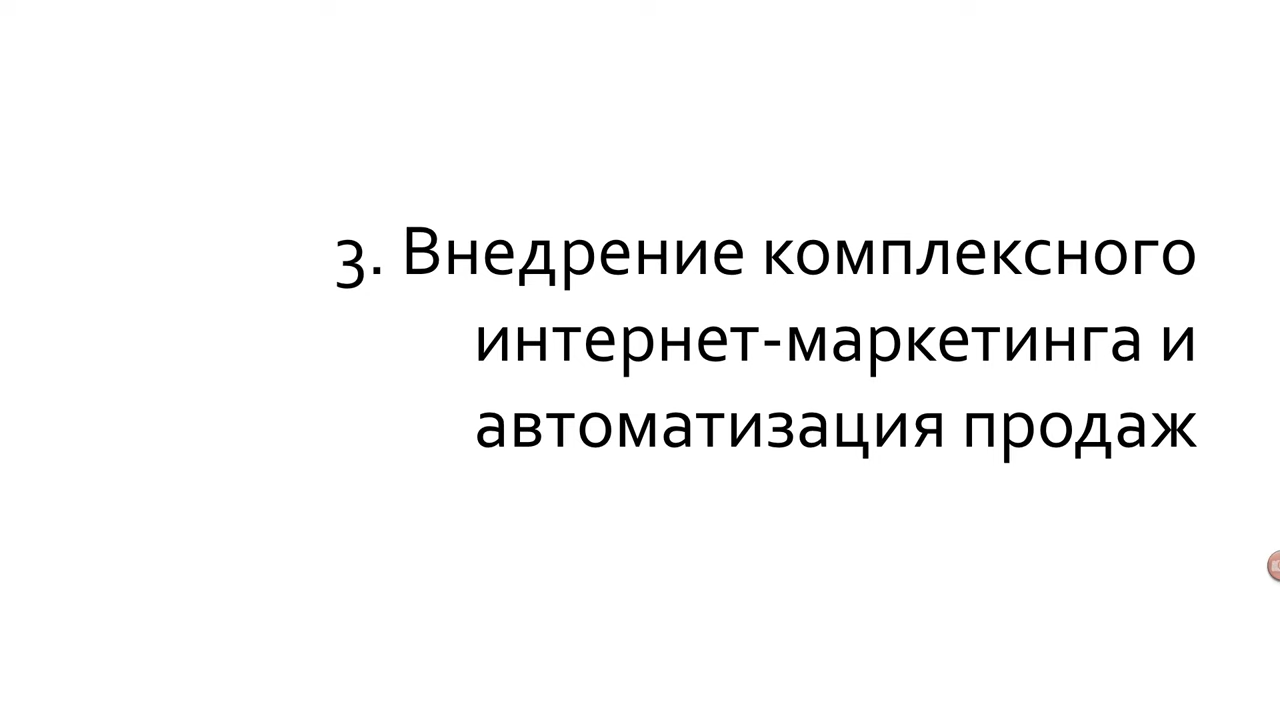 3. Внедрение комплексного
интернет-маркетинга и
автоматизация продаж